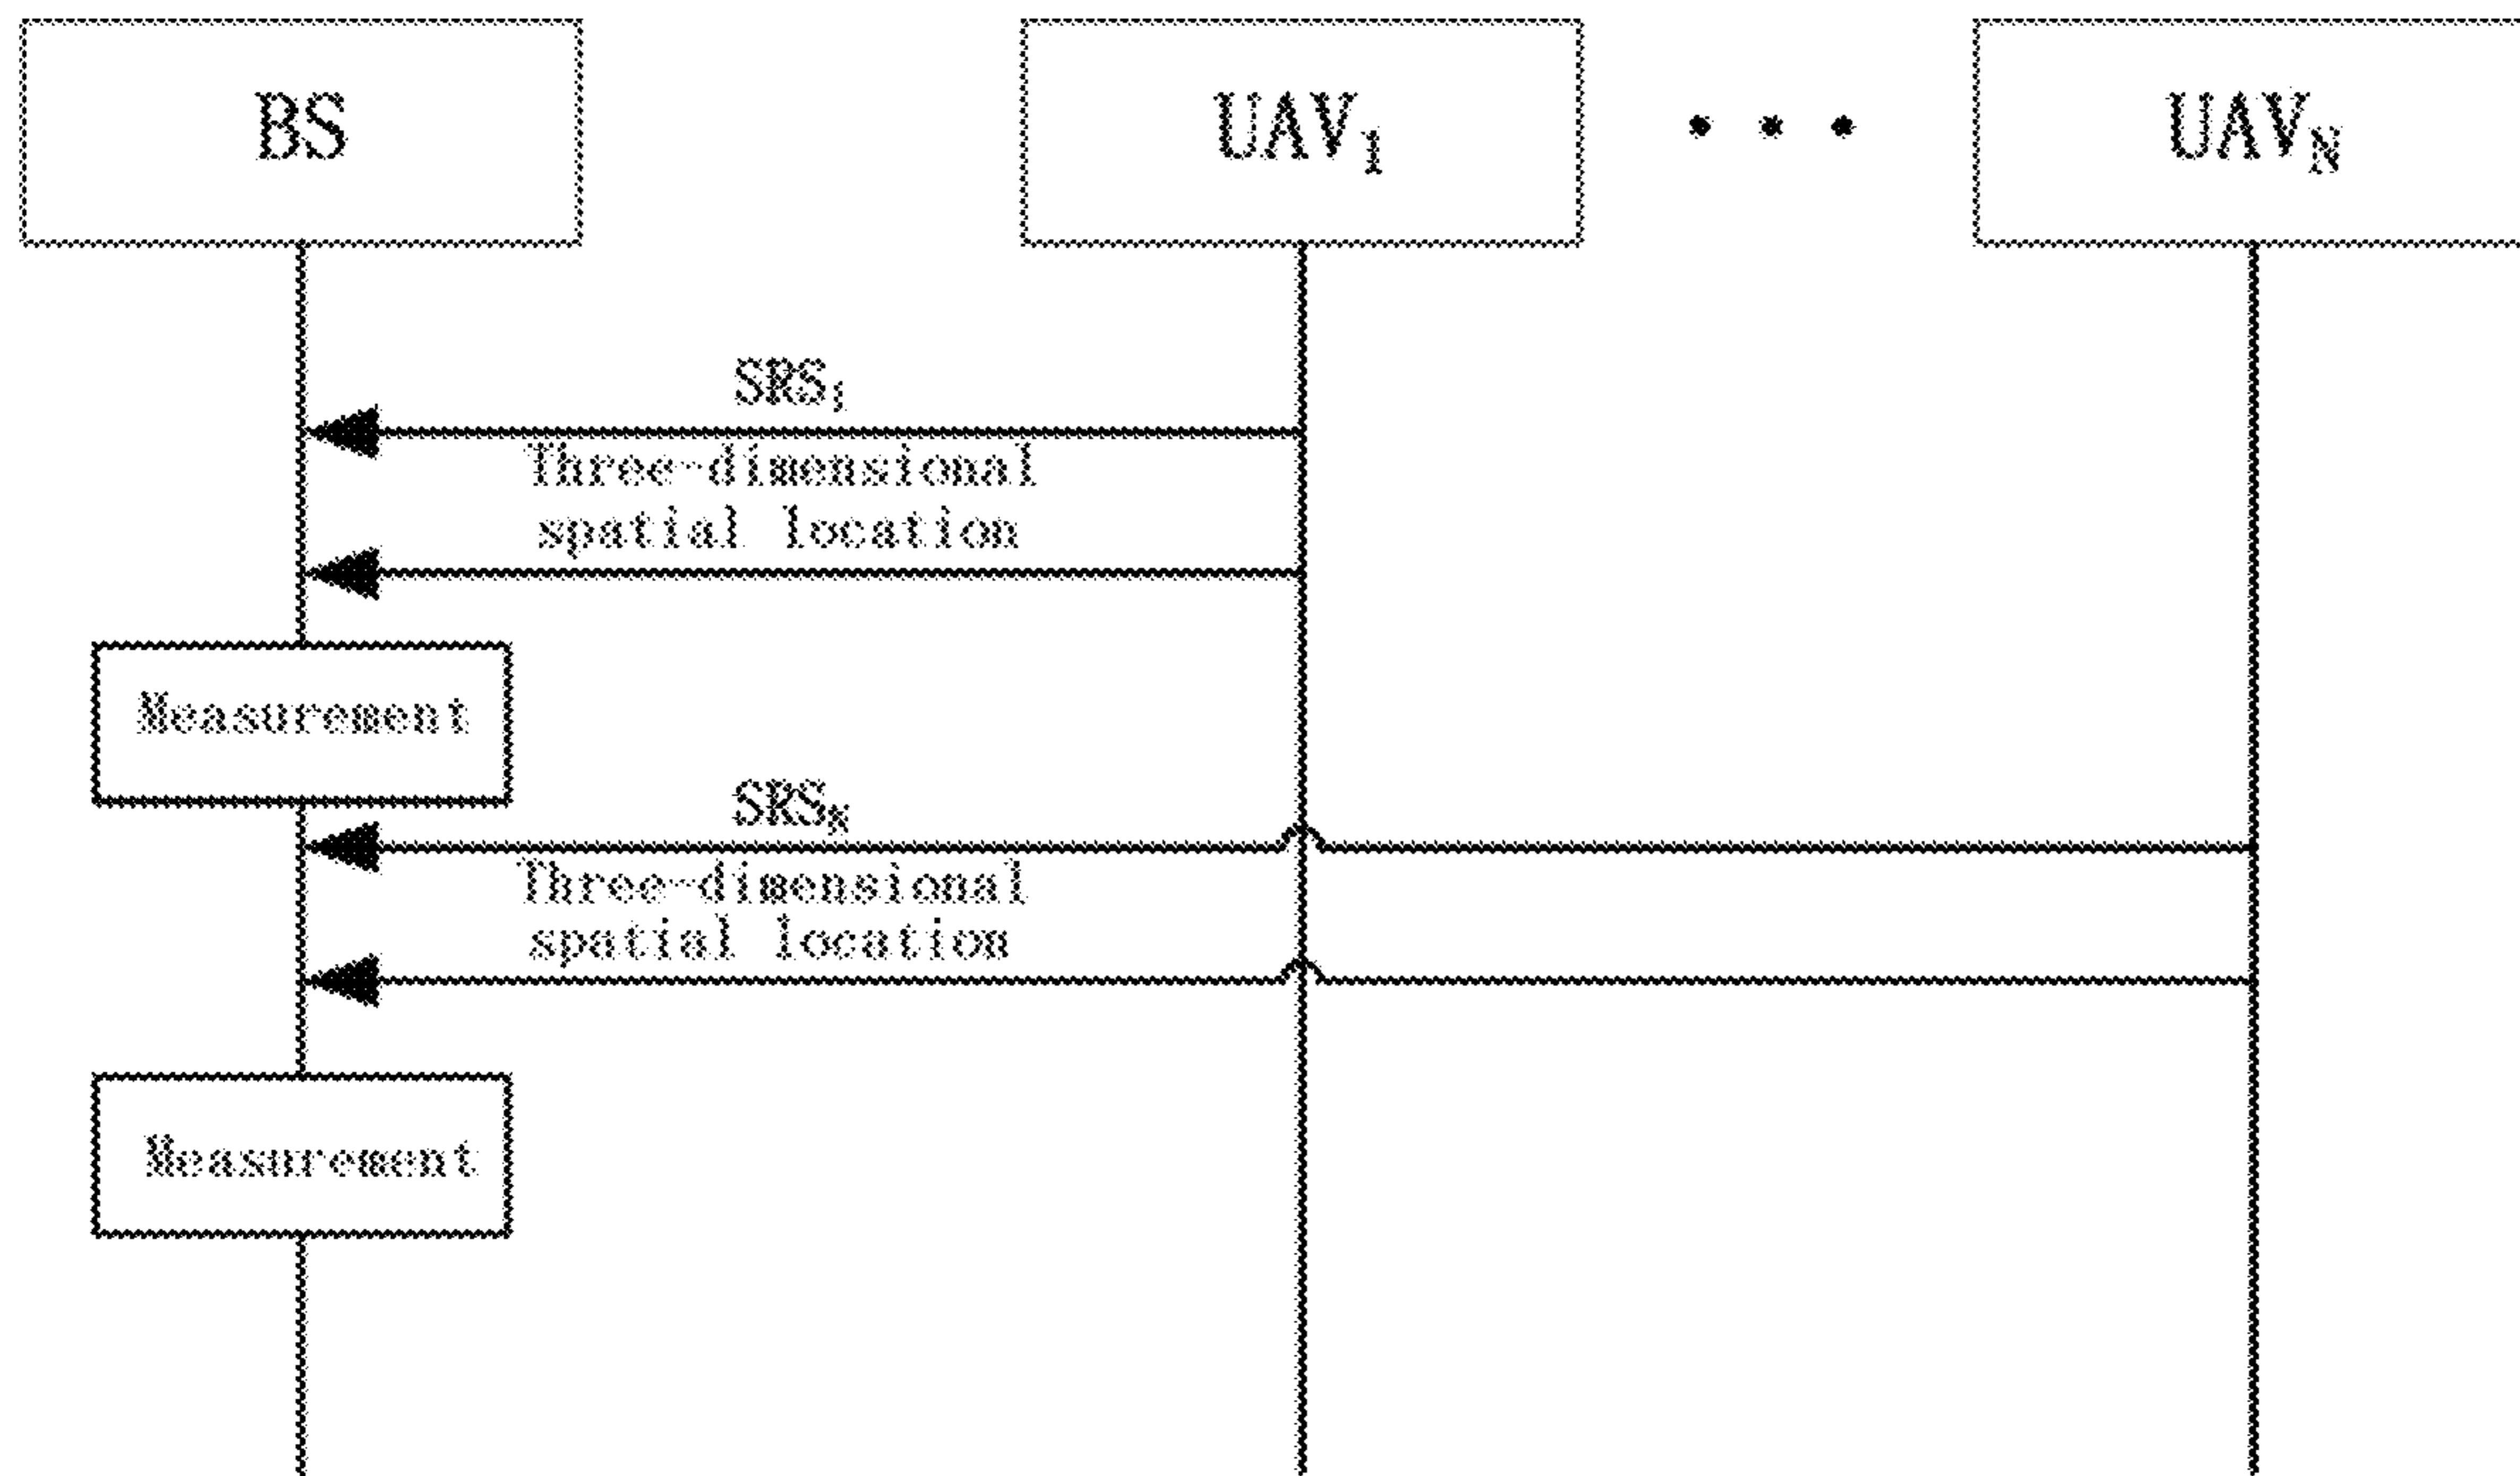 BS
UAV1
• • •
UAVN
SRS1
Three-dimensional
spatial location
Measurement
SRSN
Three-dimensional
spatial location
Measurement